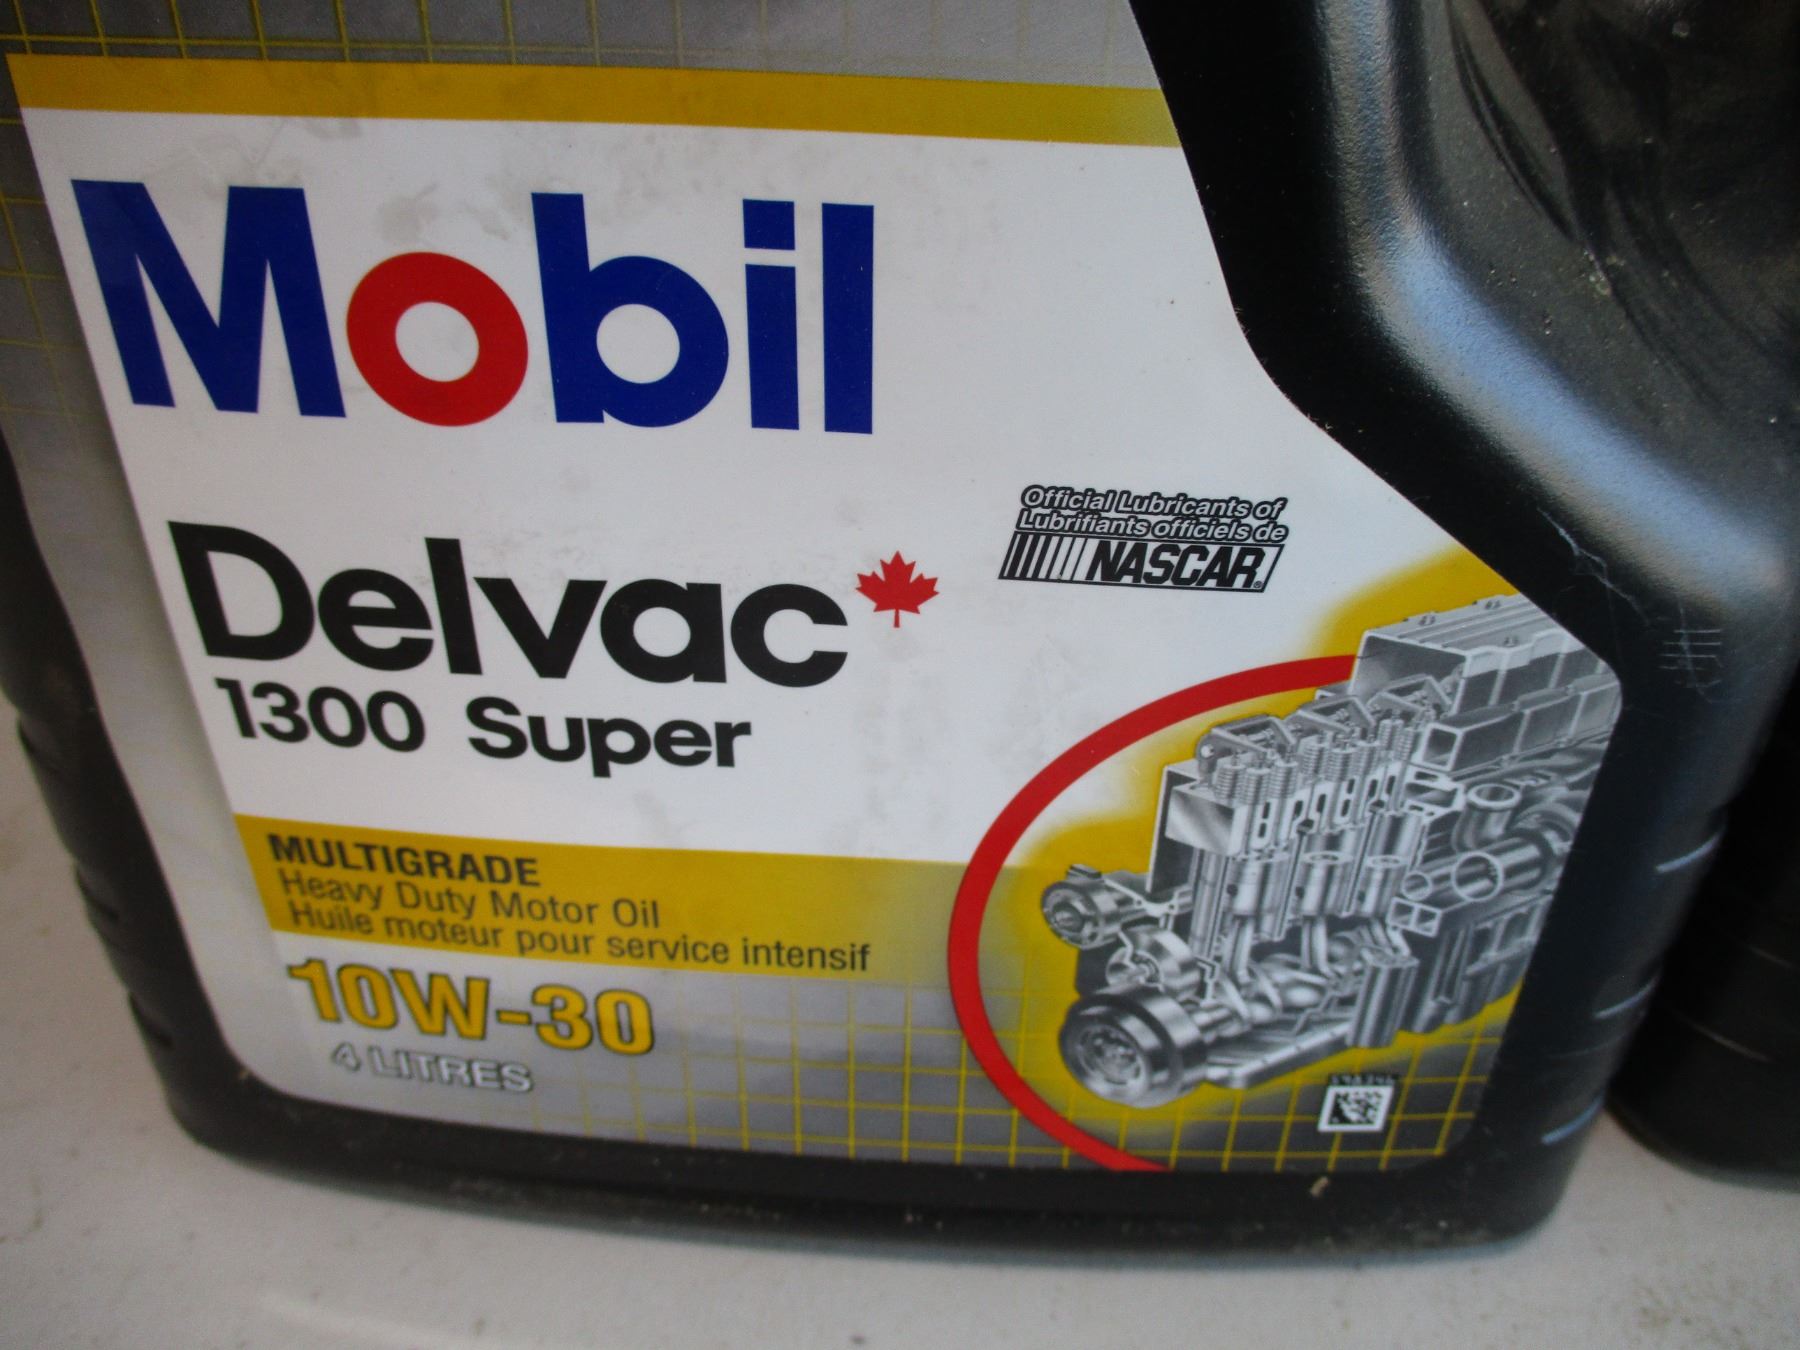 Mobil
Delvac
1300 Super
Official Lubricants of
Lubrifiants officiels de
NASCAR®
MULTIGRADE
Heavy Duty Motor Oil
Huile moteur pour service intensif
10W-30
4 LITRES